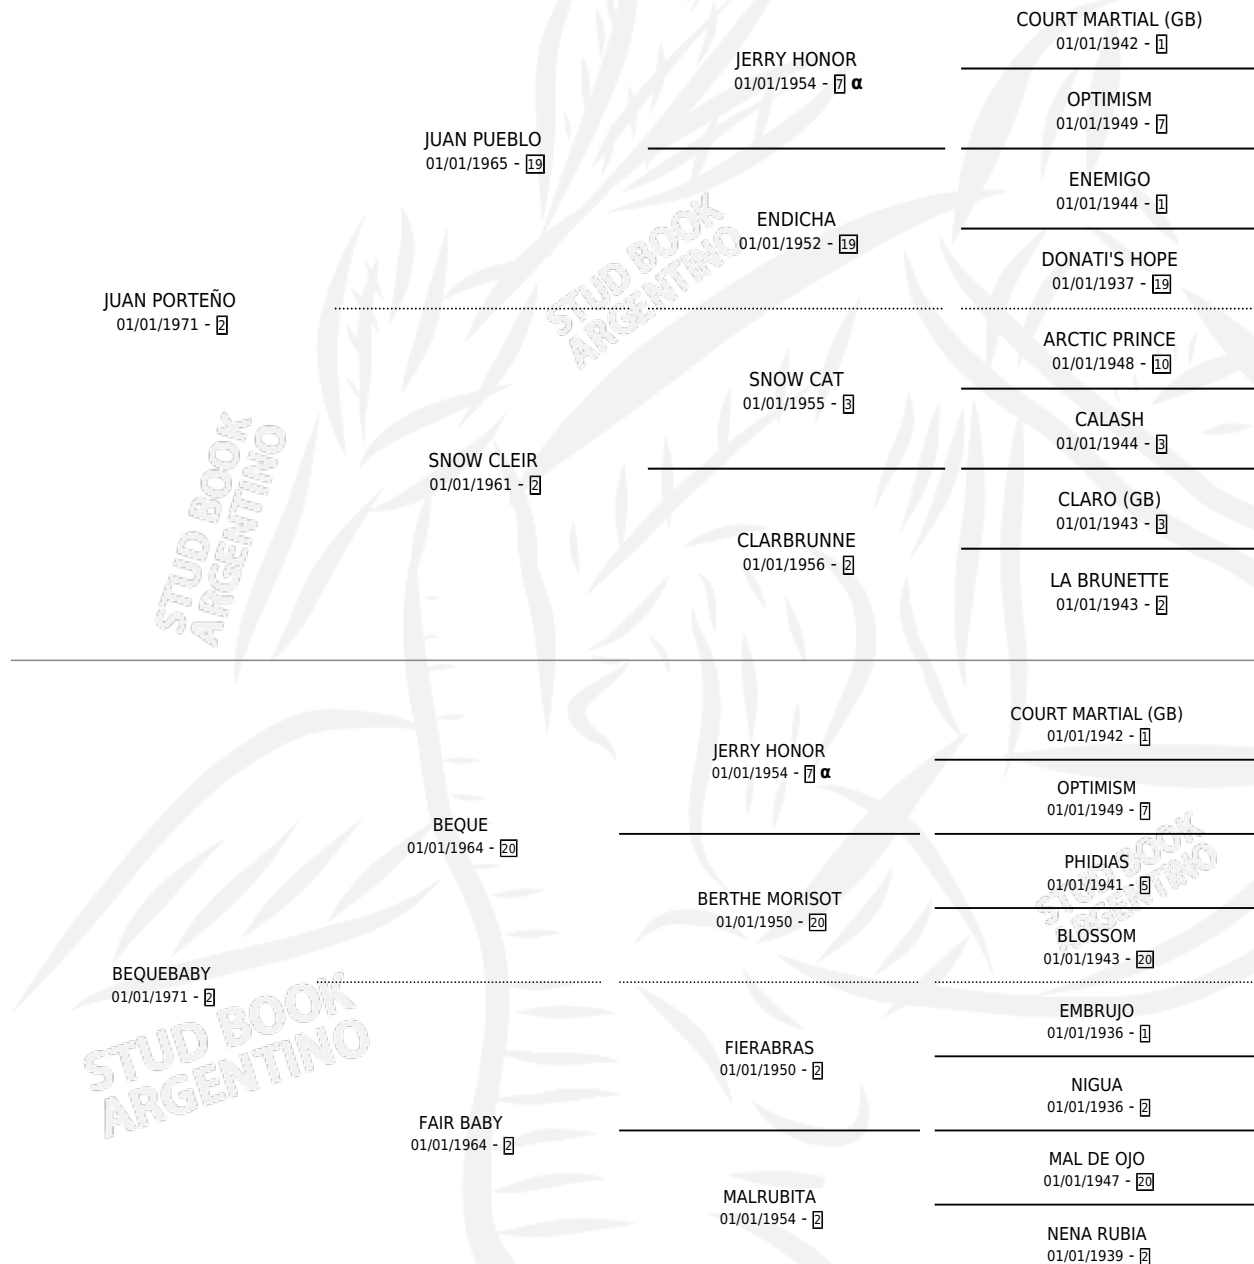 COURT MARTIAL (GB)
01/01/1942 - 1
JERRY HONOR
01/01/1954 - 7 α
OPTIMISM
01/01/1949 - 7
JUAN PUEBLO
01/01/1965 - 19
ENEMIGO
01/01/1944 - 1
ENDICHA
01/01/1952 - 19
DONATI'S HOPE
01/01/1937 - 19
JUAN PORTEÑO
01/01/1971 - 2
ARCTIC PRINCE
01/01/1948 - 10
SNOW CAT
01/01/1955 - 3
CALASH
01/01/1944 - 3
SNOW CLEIR
01/01/1961 - 2
CLARO (GB)
01/01/1943 - 3
CLARBRUNNE
01/01/1956 - 2
LA BRUNETTE
01/01/1943 - 2
COURT MARTIAL (GB)
01/01/1942 - 1
JERRY HONOR
01/01/1954 - 7 α
OPTIMISM
01/01/1949 - 7
BEQUE
01/01/1964 - 20
PHIDIAS
01/01/1941 - 5
BERTHE MORISOT
01/01/1950 - 20
BLOSSOM
01/01/1943 - 20
BEQUEBABY
01/01/1971 - 2
EMBRUJO
01/01/1936 - 1
FIERABRAS
01/01/1950 - 2
NIGUA
01/01/1936 - 2
FAIR BABY
01/01/1964 - 2
MAL DE OJO
01/01/1947 - 20
MALRUBITA
01/01/1954 - 2
NENA RUBIA
01/01/1939 - 2
STUD BOOK
ARGENTINO
STUD BOOK
ARGENTINO
STUD BOOK
ARGENTINO
STUD BOOK
ARGENTINO